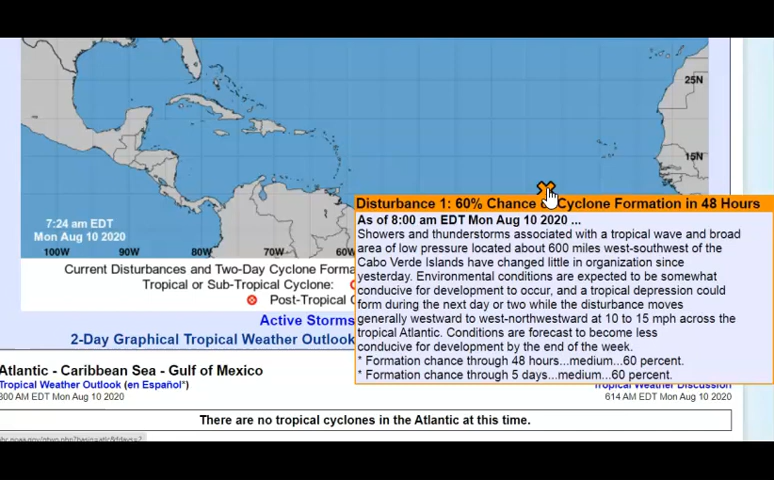 25N
15N
7:24 am EDT
Mon Aug 10 2020
100W 90W 80W 70W 60W
Disturbance 1: 60% Chance Cyclone Formation in 48 Hours
As of 8:00 am EDT Mon Aug 10 2020 ...
Showers and thunderstorms associated with a tropical wave and broad
area of low pressure located about 600 miles west-southwest of the
Cabo Verde Islands have changed little in organization since
yesterday. Environmental conditions are expected to be somewhat
conducive for development to occur, and a tropical depression could
form during the next day or two while the disturbance moves
generally westward to west-northwestward at 10 to 15 mph across the
tropical Atlantic. Conditions are forecast to become less
conducive for development by the end of the week.
* Formation chance through 48 hours...medium...60 percent.
* Formation chance through 5 days...medium...60 percent.
Current Disturbances and Two-Day Cyclone Forma
Tropical or Sub-Tropical Cyclone:
Post-Tropical
Active Storms
2-Day Graphical Tropical Weather Outlook
Atlantic - Caribbean Sea - Gulf of Mexico
Tropical Weather Outlook (en Español*)
Tropical Weather Discussion
800 AM EDT Mon Aug 10 2020
614 AM EDT Mon Aug 10 2020
There are no tropical cyclones in the Atlantic at this time.